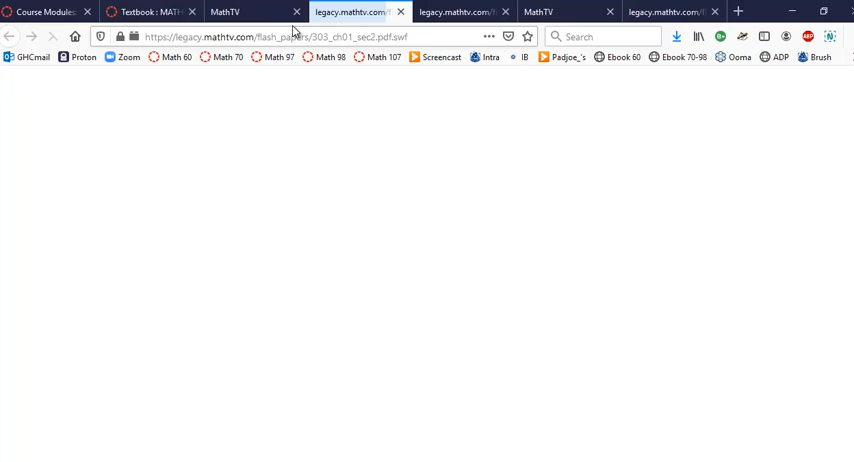 Course Modules: Textbook : MATH MathTV legacy.mathtv.com/f legacy.mathtv.com/f MathTV legacy.mathtv.com/f
https://legacy.mathtv.com/flash_papers/303_ch01_sec2.pdf.swf Search ABP N
GHCmail Proton Zoom Math 60 Math 70 Math 97 Math 98 Math 107 Screencast Intra IB Padjoe_'s Ebook 60 Ebook 70-98 Ooma ADP Brush